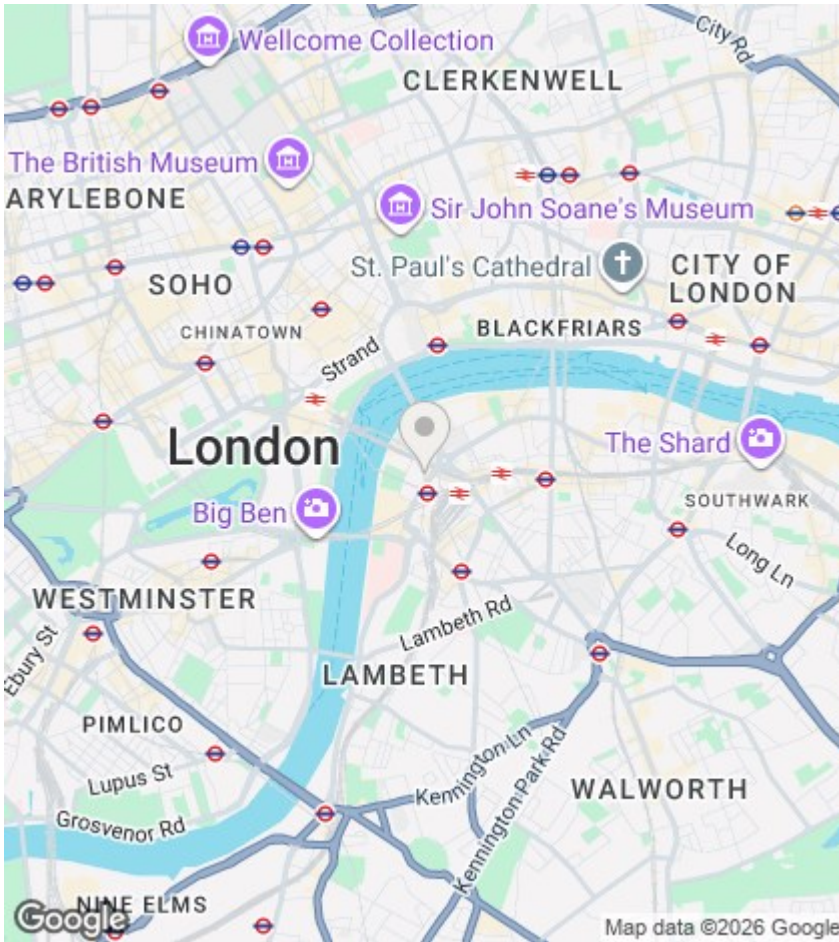 Wellcome Collection
City Rd
CLERKENWELL
The British Museum
ARYLEBONE
Sir John Soane's Museum
St. Paul's Cathedral
CITY OF
LONDON
SOHO
CHINATOWN
BLACKFRIARS
Strand
London
The Shard
Big Ben
SOUTHWARK
Long Ln
WESTMINSTER
Lambeth Rd
Ebury St
LAMBETH
PIMLICO
Kennington Ln
Kennington Park Rd
Lupus St
WALWORTH
Grosvenor Rd
NINE ELMS
Google
Map data ©2026 Google